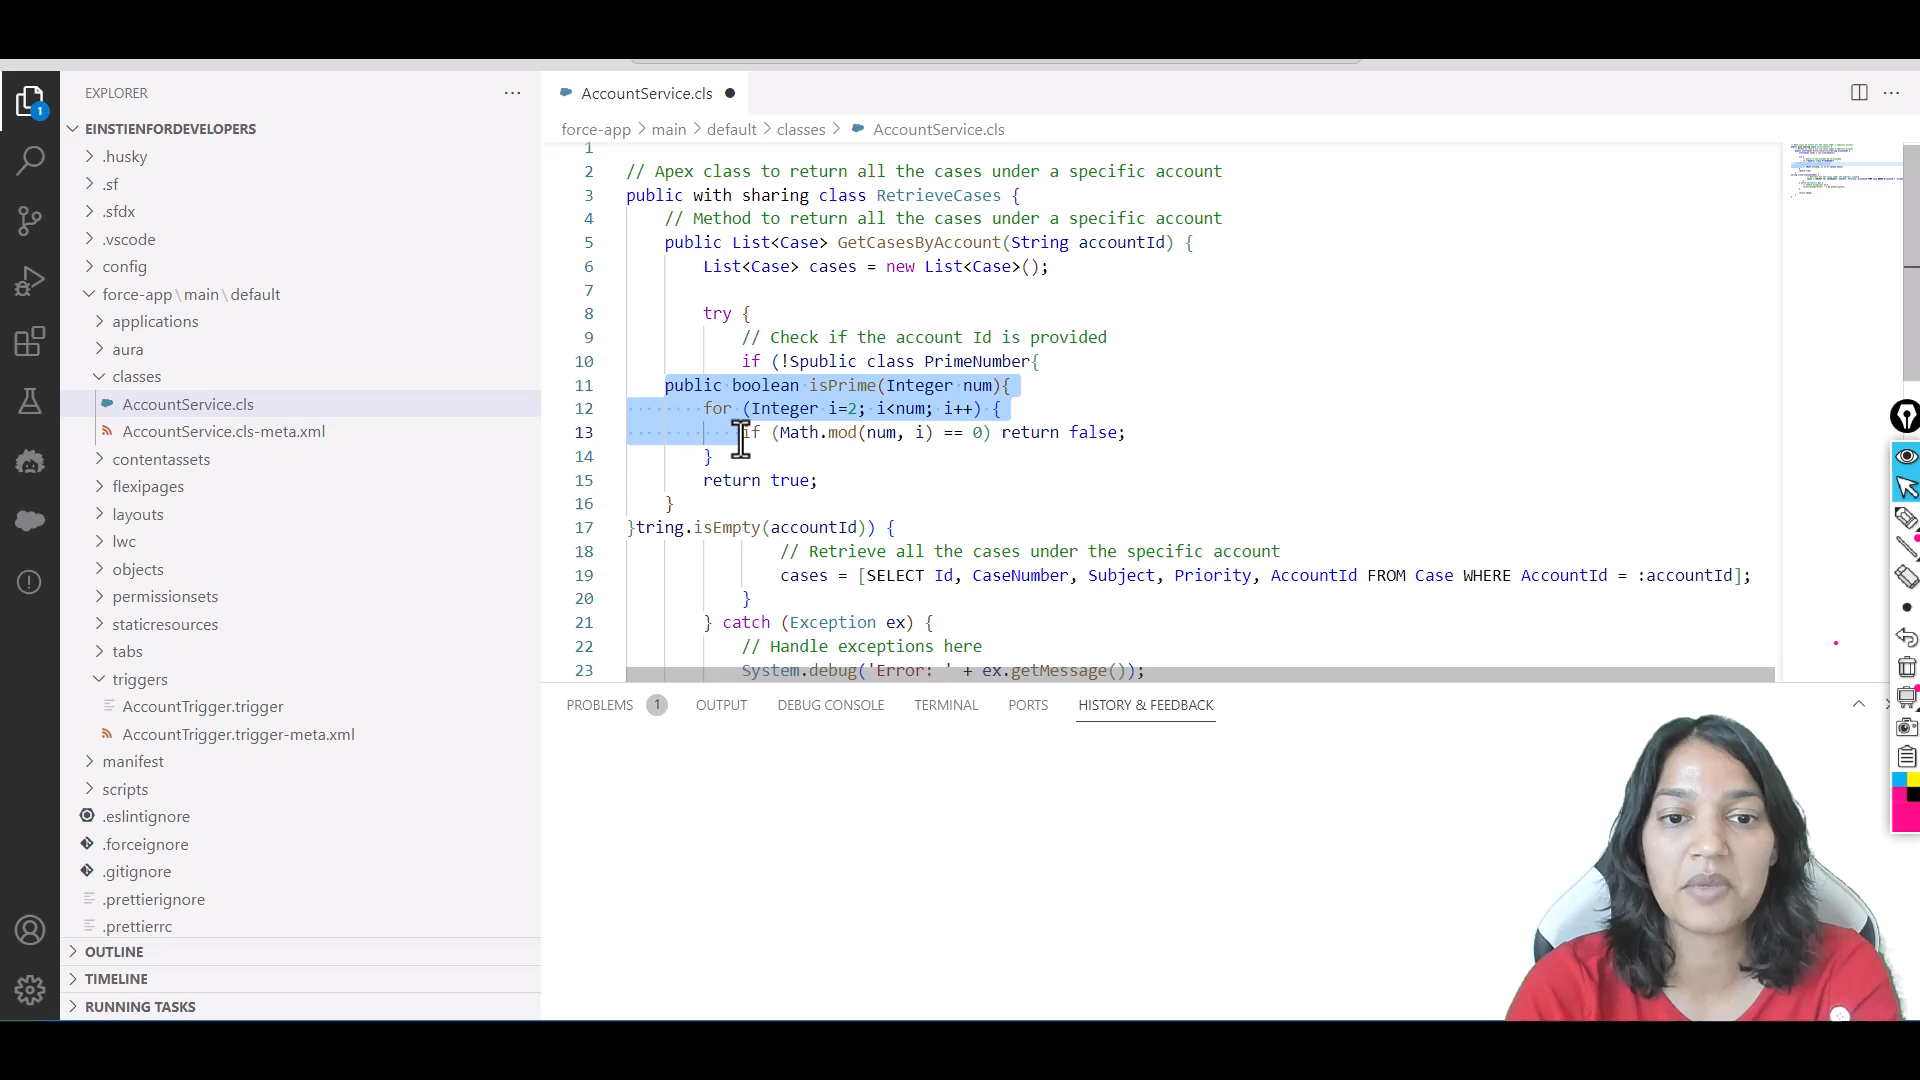 EXPLORER
EINSTIENFORDEVELOPERS
.husky
.sf
.sfdx
.vscode
config
force-app\main\default
applications
aura
classes
AccountService.cls
AccountService.cls-meta.xml
contentassets
flexipages
layouts
lwc
objects
permissionsets
staticresources
tabs
triggers
AccountTrigger.trigger
AccountTrigger.trigger-meta.xml
manifest
scripts
.eslintignore
.forceignore
.gitignore
.prettierignore
.prettierrc
OUTLINE
TIMELINE
RUNNING TASKS
1
AccountService.cls
force-app > main > default > classes > AccountService.cls
1
2 // Apex class to return all the cases under a specific account
3 public with sharing class RetrieveCases {
4 // Method to return all the cases under a specific account
5 public List<Case> GetCasesByAccount(String accountId) {
6 List<Case> cases = new List<Case>();
7
8 try {
9 // Check if the account Id is provided
10 if (!Spublic class PrimeNumber{
11 public boolean isPrime(Integer num){
12 for (Integer i=2; i<num; i++) {
13 if (Math.mod(num, i) == 0) return false;
14 }
15 return true;
16 }
17 }tring.isEmpty(accountId)) {
18 // Retrieve all the cases under the specific account
19 cases = [SELECT Id, CaseNumber, Subject, Priority, AccountId FROM Case WHERE AccountId = :accountId];
20 }
21 } catch (Exception ex) {
22 // Handle exceptions here
23 System.debug('Error: ' + ex.getMessage());
PROBLEMS 1 OUTPUT DEBUG CONSOLE TERMINAL PORTS HISTORY & FEEDBACK